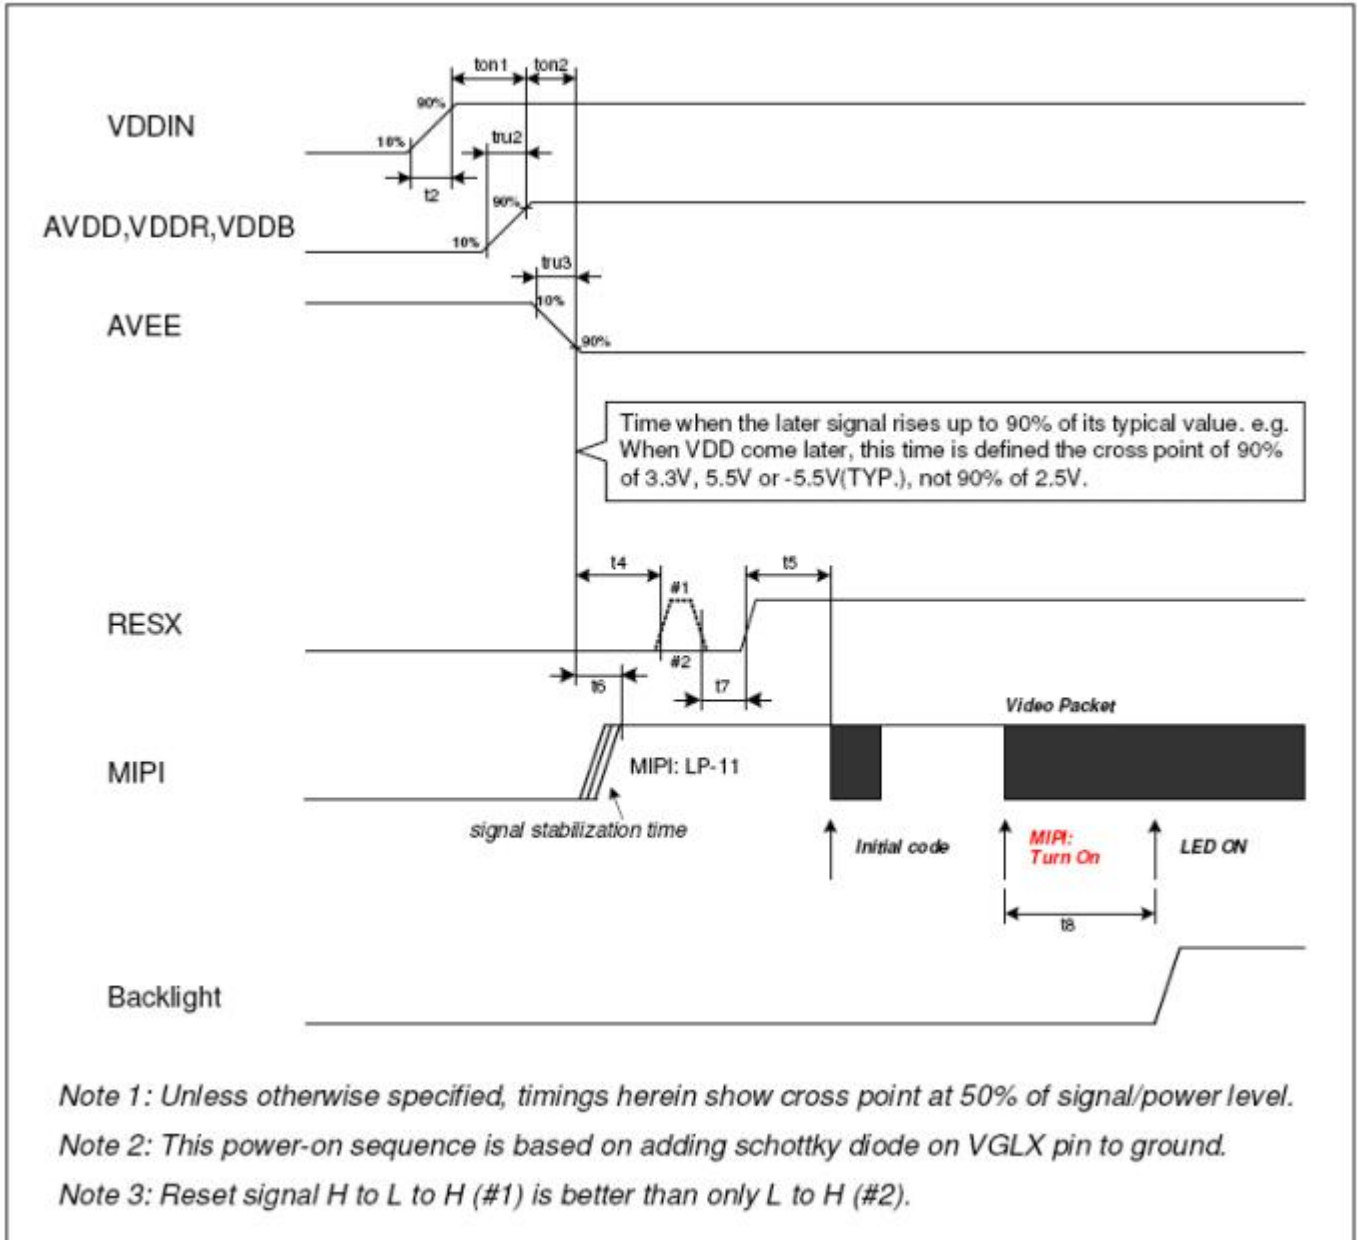 ton1 ton2
VDDIN
90%
10%
tru2
t2
AVDD,VDDR,VDDB
90%
10%
tru3
AVEE
10%
90%
Time when the later signal rises up to 90% of its typical value. e.g.
When VDD come later, this time is defined the cross point of 90%
of 3.3V, 5.5V or -5.5V(TYP.), not 90% of 2.5V.
t4
#1
t5
RESX
#2
t6
t7
Video Packet
MIPI
MIPI: LP-11
signal stabilization time
Initial code
MIPI:
Turn On
LED ON
t8
Backlight
Note 1: Unless otherwise specified, timings herein show cross point at 50% of signal/power level.
Note 2: This power-on sequence is based on adding schottky diode on VGLX pin to ground.
Note 3: Reset signal H to L to H (#1) is better than only L to H (#2).